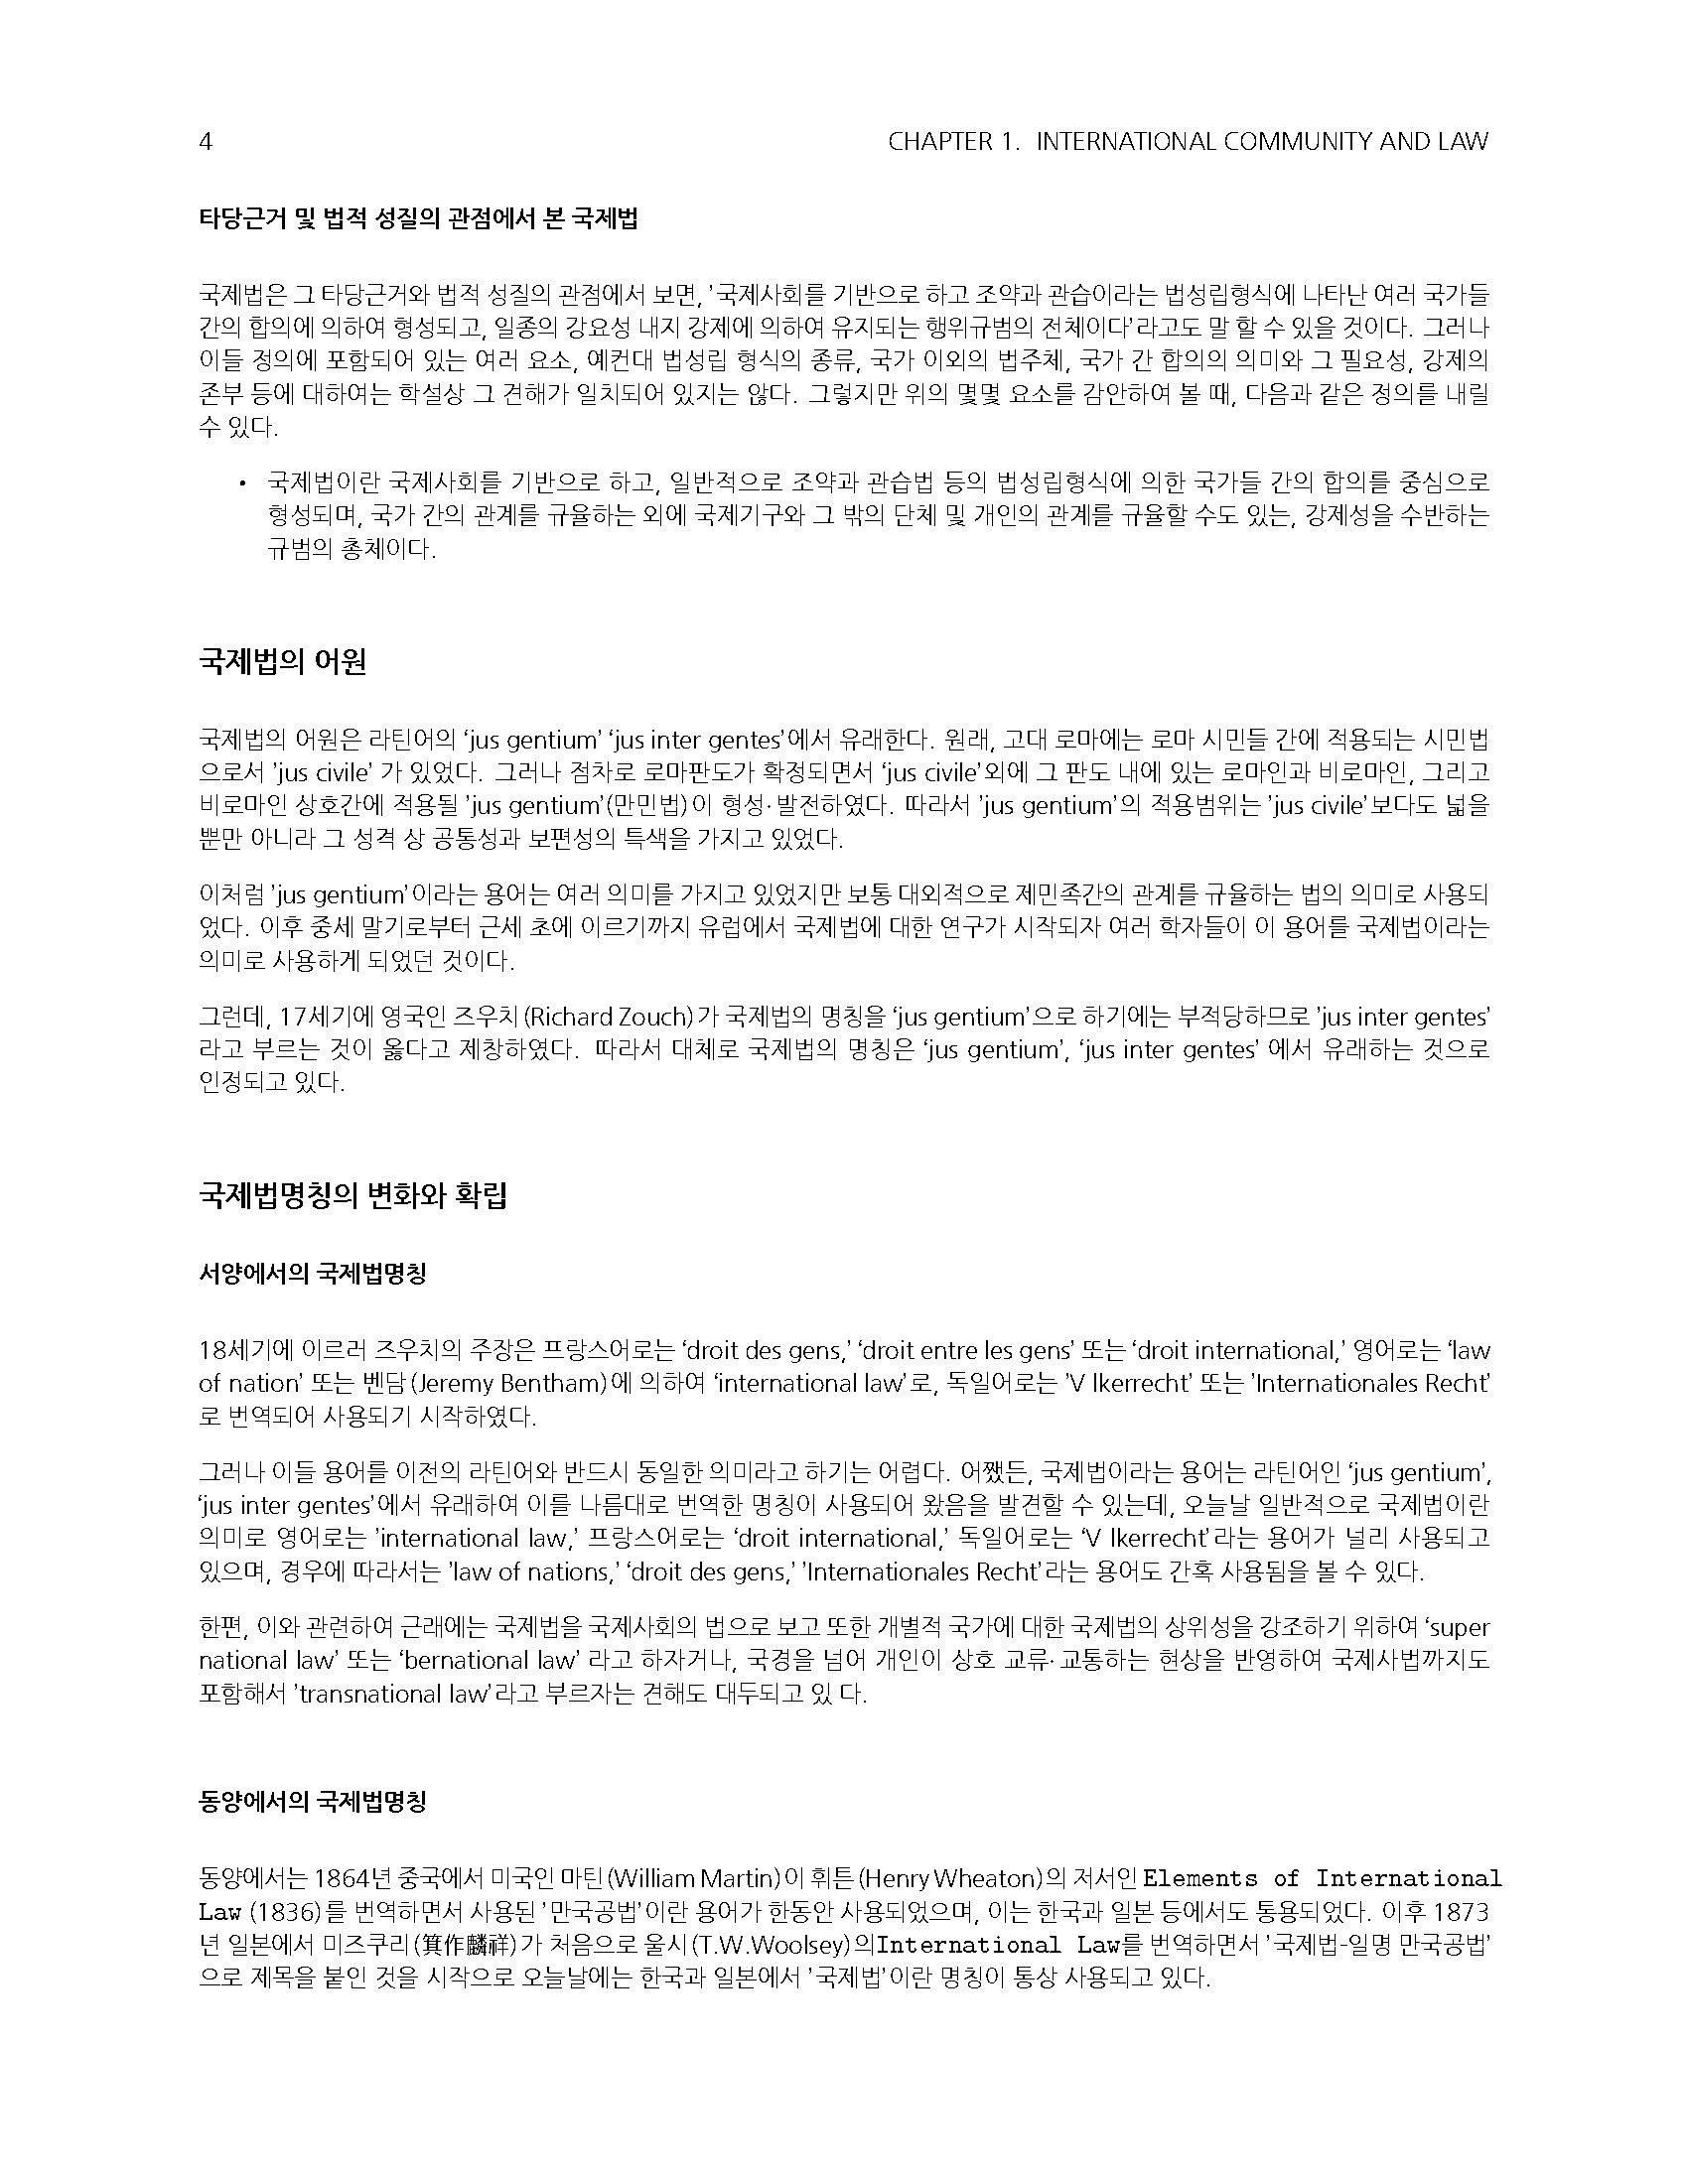 4 CHAPTER 1. INTERNATIONAL COMMUNITY AND LAW
타당근거 및 법적 성질의 관점에서 본 국제법
국제법은 그 타당근거와 법적 성질의 관점에서 보면, ’국제사회를 기반으로 하고 조약과 관습이라는 법성립형식에 나타난 여러 국가들
간의 합의에 의하여 형성되고, 일종의 강요성 내지 강제에 의하여 유지되는 행위규범의 전체이다’라고도 말 할 수 있을 것이다. 그러나
이들 정의에 포함되어 있는 여러 요소, 예컨대 법성립 형식의 종류, 국가 이외의 법주체, 국가 간 합의의 의미와 그 필요성, 강제의
존부 등에 대하여는 학설상 그 견해가 일치되어 있지는 않다. 그렇지만 위의 몇몇 요소를 감안하여 볼 때, 다음과 같은 정의를 내릴
수 있다.
• 국제법이란 국제사회를 기반으로 하고, 일반적으로 조약과 관습법 등의 법성립형식에 의한 국가들 간의 합의를 중심으로
형성되며, 국가 간의 관계를 규율하는 외에 국제기구와 그 밖의 단체 및 개인의 관계를 규율할 수도 있는, 강제성을 수반하는
규범의 총체이다.
국제법의 어원
국제법의 어원은 라틴어의 ‘jus gentium’ ‘jus inter gentes’에서 유래한다. 원래, 고대 로마에는 로마 시민들 간에 적용되는 시민법
으로서 ’jus civile’ 가 있었다. 그러나 점차로 로마판도가 확정되면서 ‘jus civile’외에 그 판도 내에 있는 로마인과 비로마인, 그리고
비로마인 상호간에 적용될 ’jus gentium’(만민법)이 형성·발전하였다. 따라서 ’jus gentium’의 적용범위는 ’jus civile’보다도 넓을
뿐만 아니라 그 성격 상 공통성과 보편성의 특색을 가지고 있었다.
이처럼 ’jus gentium’이라는 용어는 여러 의미를 가지고 있었지만 보통 대외적으로 제민족간의 관계를 규율하는 법의 의미로 사용되
었다. 이후 중세 말기로부터 근세 초에 이르기까지 유럽에서 국제법에 대한 연구가 시작되자 여러 학자들이 이 용어를 국제법이라는
의미로 사용하게 되었던 것이다.
그런데, 17세기에 영국인 즈우치(Richard Zouch)가 국제법의 명칭을 ‘jus gentium’으로 하기에는 부적당하므로 ’jus inter gentes’
라고 부르는 것이 옳다고 제창하였다. 따라서 대체로 국제법의 명칭은 ‘jus gentium’, ‘jus inter gentes’ 에서 유래하는 것으로
인정되고 있다.
국제법명칭의 변화와 확립
서양에서의 국제법명칭
18세기에 이르러 즈우치의 주장은 프랑스어로는 ‘droit des gens,’ ‘droit entre les gens’ 또는 ‘droit international,’ 영어로는 ‘law
of nation’ 또는 벤담(Jeremy Bentham)에 의하여 ‘international law’로, 독일어로는 ’V lkerrecht’ 또는 ’Internationales Recht’
로 번역되어 사용되기 시작하였다.
그러나 이들 용어를 이전의 라틴어와 반드시 동일한 의미라고 하기는 어렵다. 어쨌든, 국제법이라는 용어는 라틴어인 ‘jus gentium’,
‘jus inter gentes’에서 유래하여 이를 나름대로 번역한 명칭이 사용되어 왔음을 발견할 수 있는데, 오늘날 일반적으로 국제법이란
의미로 영어로는 ’international law,’ 프랑스어로는 ‘droit international,’ 독일어로는 ‘V lkerrecht’라는 용어가 널리 사용되고
있으며, 경우에 따라서는 ’law of nations,’ ‘droit des gens,’ ’Internationales Recht’라는 용어도 간혹 사용됨을 볼 수 있다.
한편, 이와 관련하여 근래에는 국제법을 국제사회의 법으로 보고 또한 개별적 국가에 대한 국제법의 상위성을 강조하기 위하여 ‘super
national law’ 또는 ‘bernational law’ 라고 하자거나, 국경을 넘어 개인이 상호 교류·교통하는 현상을 반영하여 국제사법까지도
포함해서 ’transnational law’라고 부르자는 견해도 대두되고 있 다.
동양에서의 국제법명칭
동양에서는 1864년 중국에서 미국인 마틴(William Martin)이 휘튼(Henry Wheaton)의 저서인 Elements of International
Law (1836)를 번역하면서 사용된 ’만국공법’이란 용어가 한동안 사용되었으며, 이는 한국과 일본 등에서도 통용되었다. 이후 1873
년 일본에서 미즈쿠리(箕作麟祥)가 처음으로 울시(T.W.Woolsey)의International Law를 번역하면서 ’국제법-일명 만국공법’
으로 제목을 붙인 것을 시작으로 오늘날에는 한국과 일본에서 ’국제법’이란 명칭이 통상 사용되고 있다.